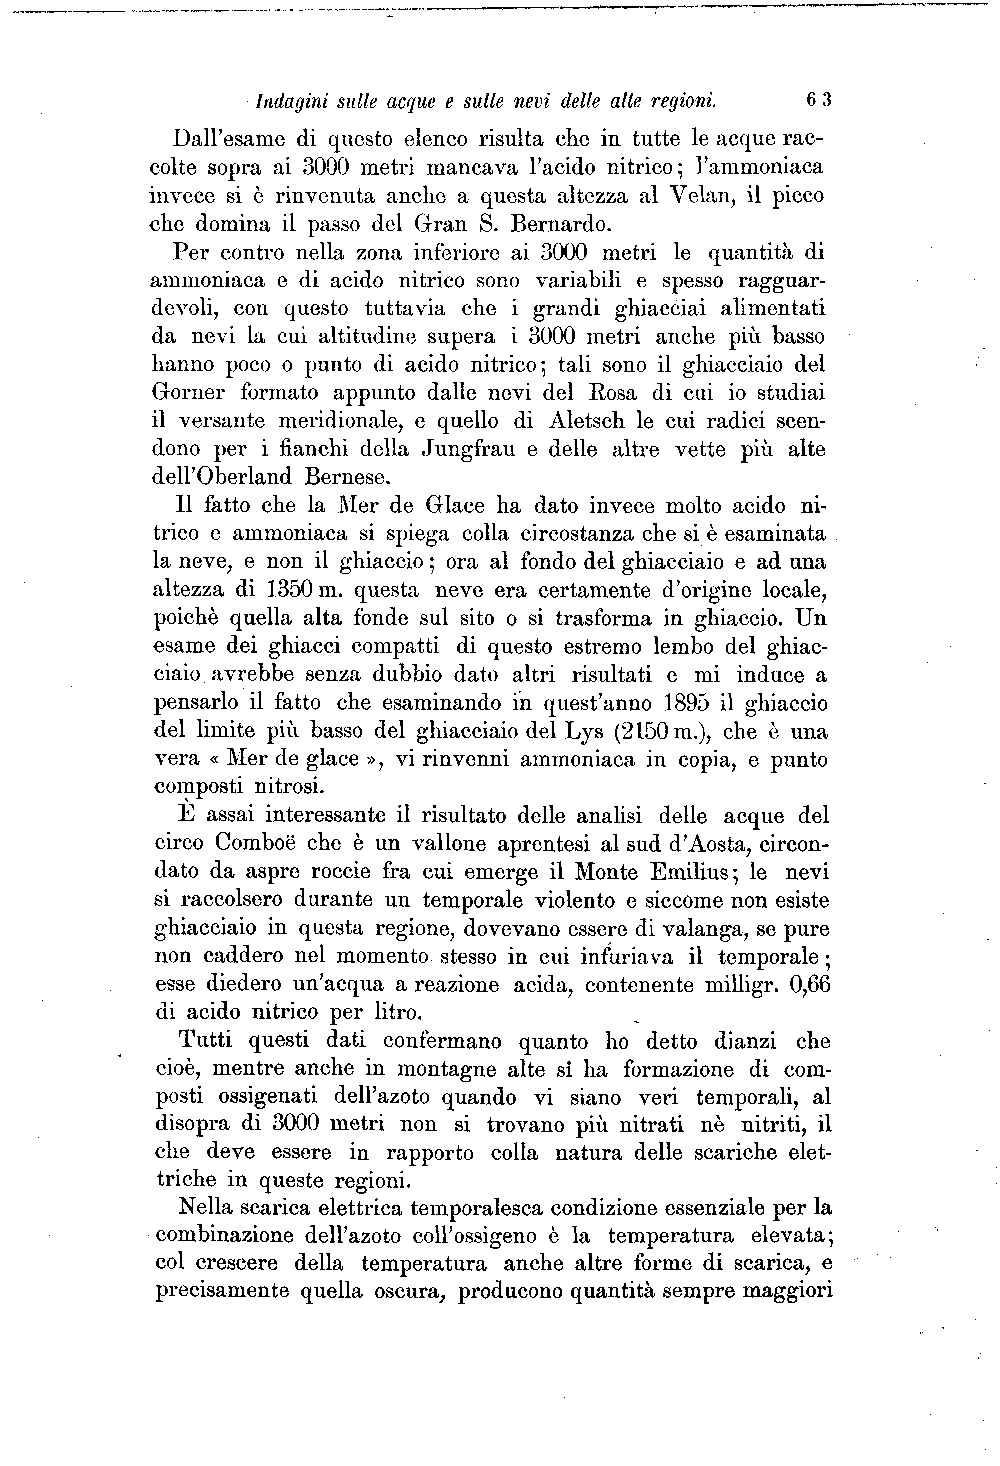 Indagini sulle acque e sulle nevi delle alte regioni. 63
Dall'esame di questo elenco risulta che in tutte le acque rac-
colte sopra ai 3000 metri mancava l'acido nitrico; l'ammoniaca
invece si è rinvenuta anche a questa altezza al Velan, il picco
che domina il passo del Gran S. Bernardo.
Per contro nella zona inferiore ai 3000 metri le quantità di
ammoniaca e di acido nitrico sono variabili e spesso ragguar-
devoli, con questo tuttavia che i grandi ghiacciai alimentati
da nevi la cui altitudine supera i 3000 metri anche più basso
hanno poco o punto di acido nitrico; tali sono il ghiacciaio del
Gorner formato appunto dalle nevi del Rosa di cui io studiai
il versante meridionale, e quello di Aletsch le cui radici scen-
dono per i fianchi della Jungfrau e delle altre vette più alte
dell'Oberland Bernese.
Il fatto che la Mer de Glace ha dato invece molto acido ni-
trico e ammoniaca si spiega colla circostanza che si è esaminata
la neve, e non il ghiaccio; ora al fondo del ghiacciaio e ad una
altezza di 1350 m. questa neve era certamente d'origine locale,
poichè quella alta fonde sul sito o si trasforma in ghiaccio. Un
esame dei ghiacci compatti di questo estremo lembo del ghiac-
ciaio avrebbe senza dubbio dato altri risultati e mi induce a
pensarlo il fatto che esaminando in quest'anno 1895 il ghiaccio
del limite più basso del ghiacciaio del Lys (2150 m.), che è una
vera « Mer de glace », vi rinvenni ammoniaca in copia, e punto
composti nitrosi.
È assai interessante il risultato delle analisi delle acque del
circo Comboë che è un vallone aprentesi al sud d'Aosta, circon-
dato da aspre roccie fra cui emerge il Monte Emilius; le nevi
si raccolsero durante un temporale violento e siccome non esiste
ghiacciaio in questa regione, dovevano essere di valanga, se pure
non caddero nel momento stesso in cui infuriava il temporale;
esse diedero un'acqua a reazione acida, contenente milligr. 0,66
di acido nitrico per litro.
Tutti questi dati confermano quanto ho detto dianzi che
cioè, mentre anche in montagne alte si ha formazione di com-
posti ossigenati dell'azoto quando vi siano veri temporali, al
disopra di 3000 metri non si trovano più nitrati nè nitriti, il
che deve essere in rapporto colla natura delle scariche elet-
triche in queste regioni.
Nella scarica elettrica temporalesca condizione essenziale per la
combinazione dell'azoto coll'ossigeno è la temperatura elevata;
col crescere della temperatura anche altre forme di scarica, e
precisamente quella oscura, producono quantità sempre maggiori